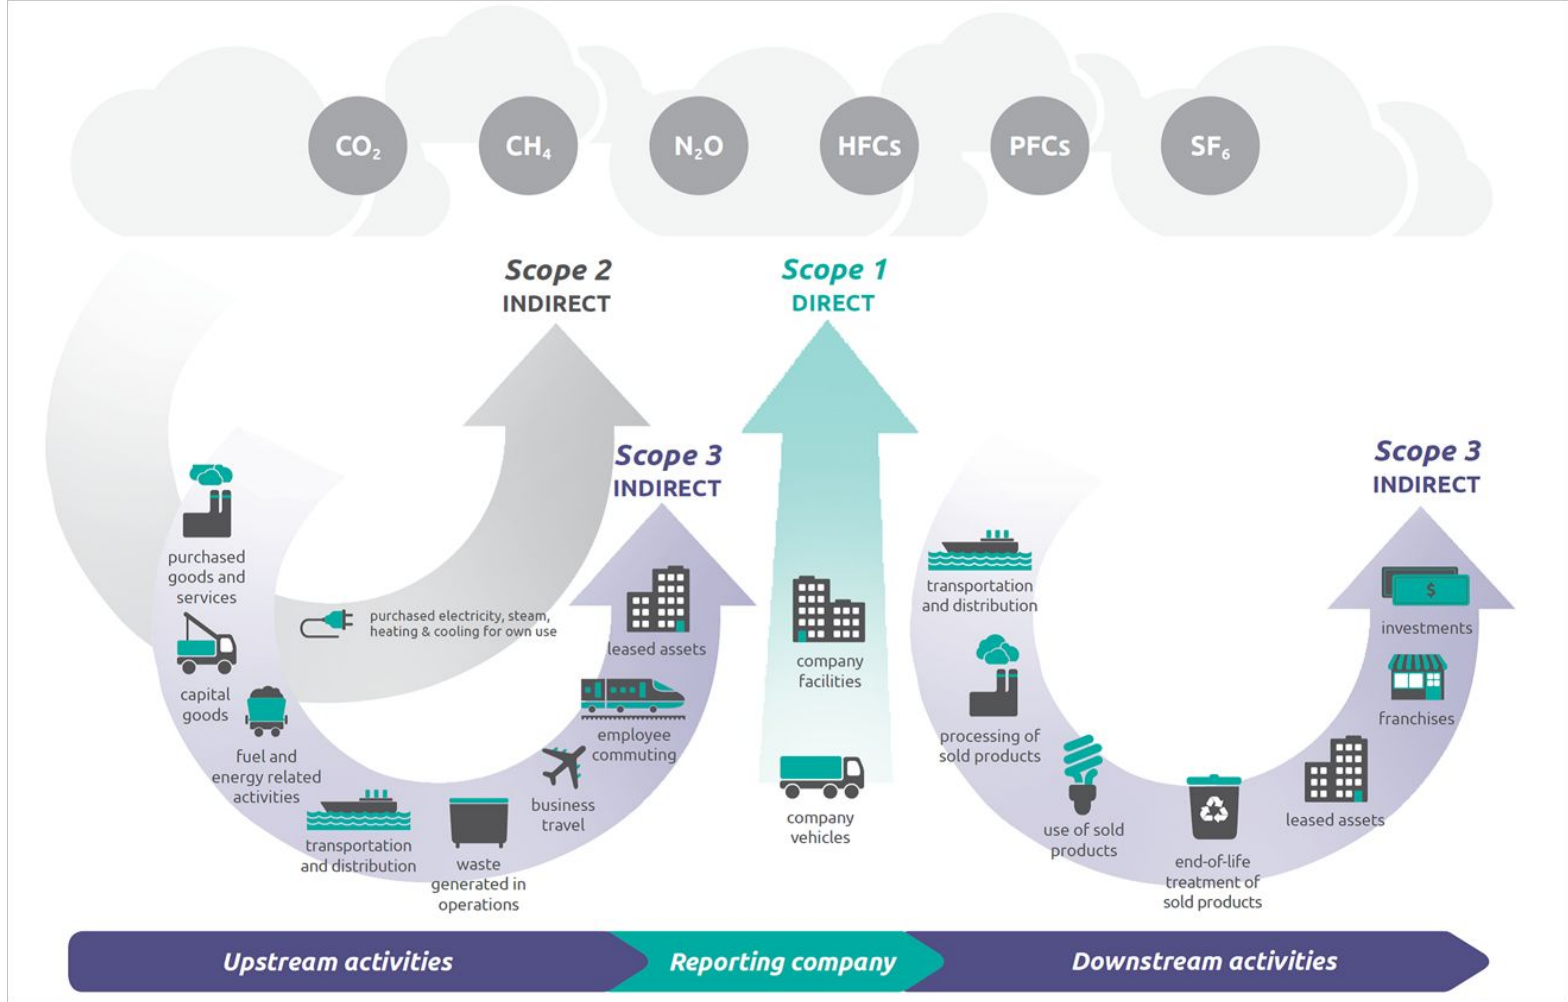 CO₂
CH₄
N₂O
HFCs
PFCs
SF₆
Scope 2
INDIRECT
Scope 1
DIRECT
Scope 3
INDIRECT
Scope 3
INDIRECT
purchased
goods and
services
capital
goods
fuel and
energy related
activities
transportation
and distribution
waste
generated in
operations
business
travel
employee
commuting
leased assets
purchased electricity, steam,
heating & cooling for own use
company
facilities
company
vehicles
transportation
and distribution
processing of
sold products
use of sold
products
end-of-life
treatment of
sold products
leased assets
franchises
$
investments
Upstream activities
Reporting company
Downstream activities